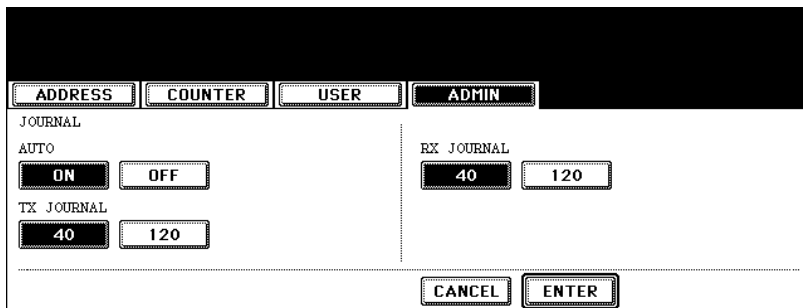 ADDRESS COUNTER USER ADMIN
JOURNAL
AUTO
ON OFF
TX JOURNAL
40 120
RX JOURNAL
40 120
CANCEL ENTER